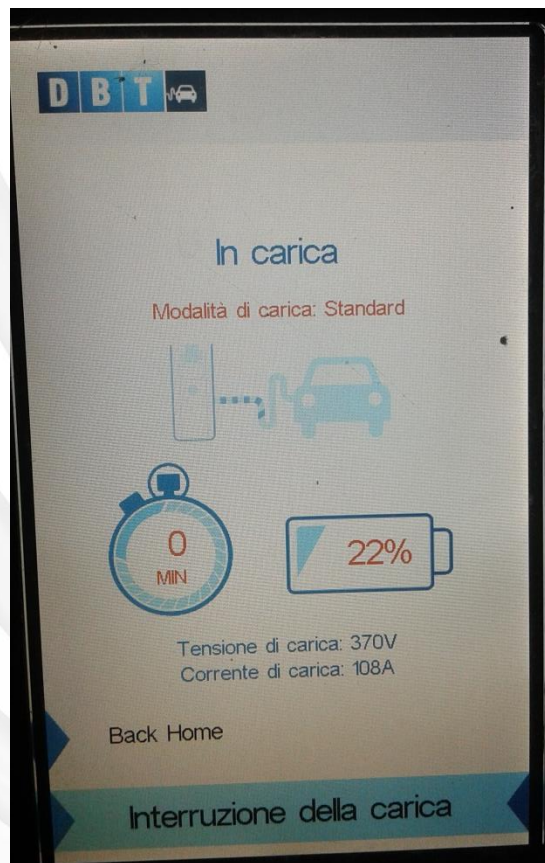 DBT
In carica
Modalità di carica: Standard
0
MIN
22%
Tensione di carica: 370V
Corrente di carica: 108A
Back Home
Interruzione della carica